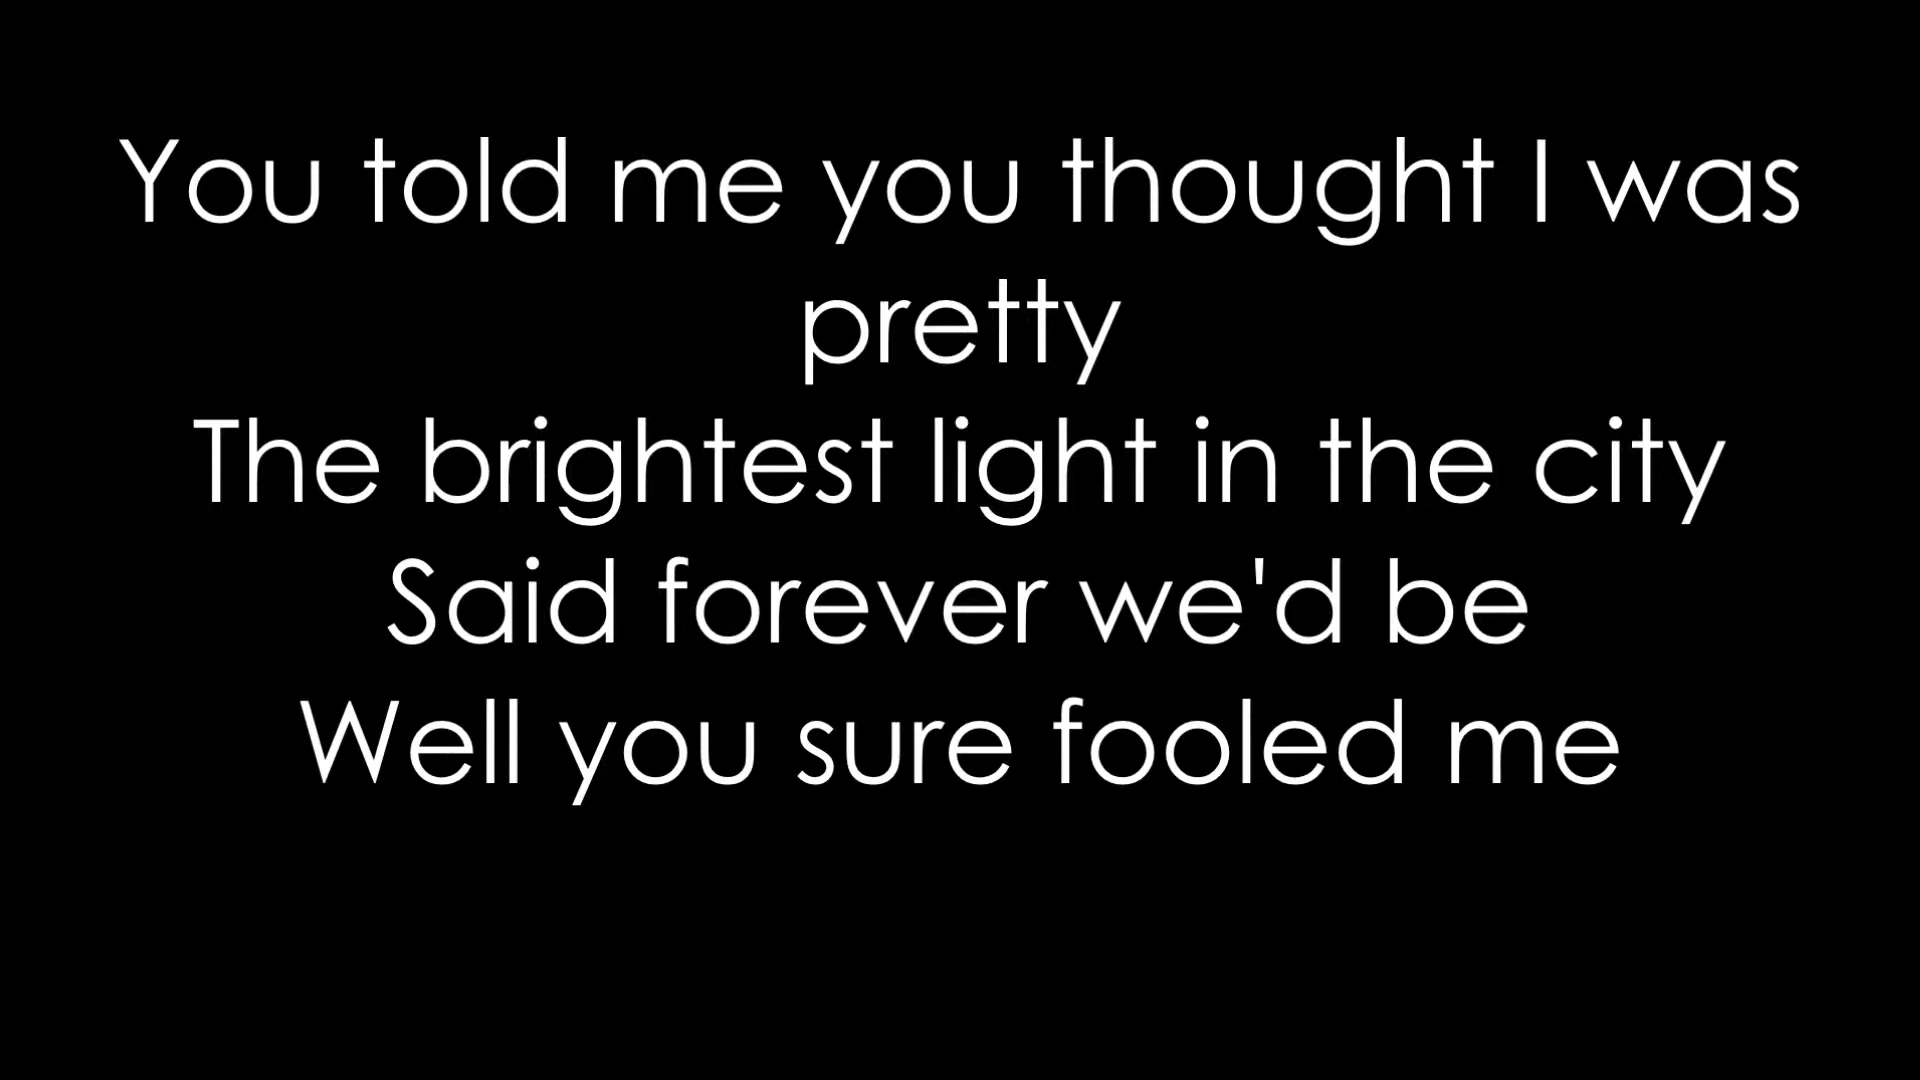 You told me you thought I was
pretty
The brightest light in the city
Said forever we'd be
Well you sure fooled me